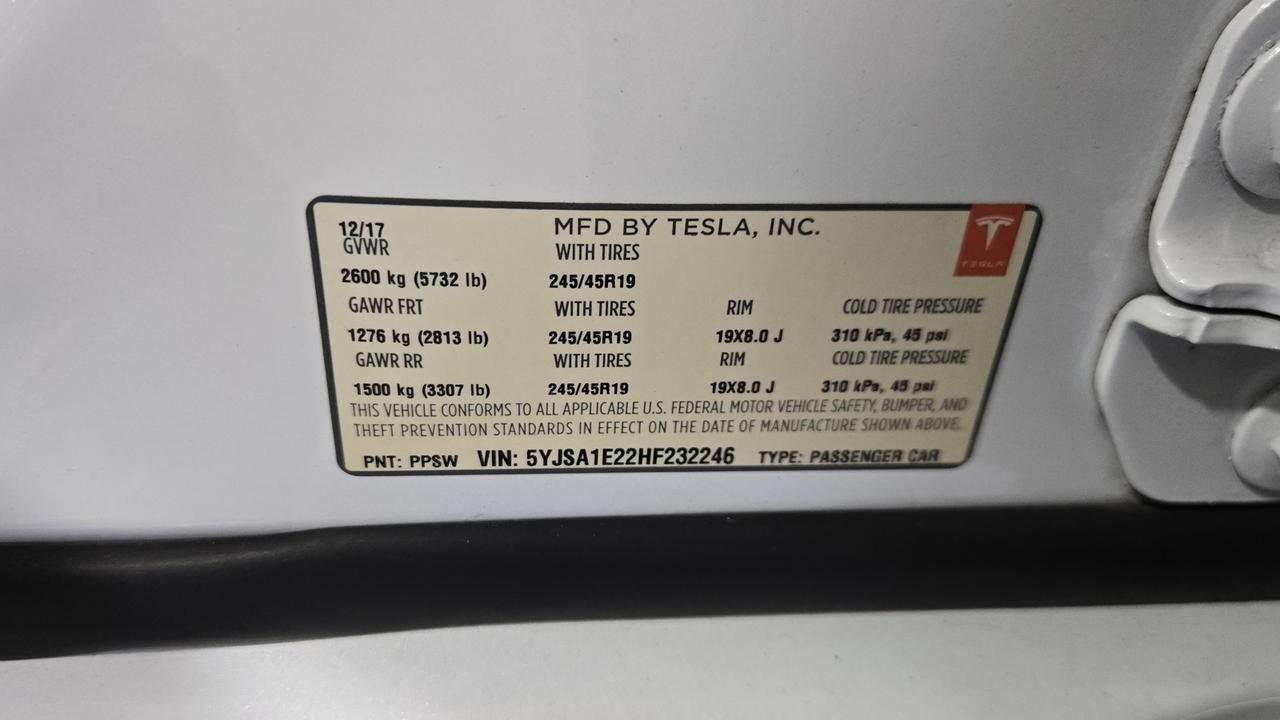 12/17 MFD BY TESLA, INC.
GVWR WITH TIRES
TESLA
2600 kg (5732 lb) 245/45R19
GAWR FRT WITH TIRES RIM COLD TIRE PRESSURE
1276 kg (2813 lb) 245/45R19 19X8.0 J 310 kPa, 45 psi
GAWR RR WITH TIRES RIM COLD TIRE PRESSURE
1500 kg (3307 lb) 245/45R19 19X8.0 J 310 kPa, 45 psi
THIS VEHICLE CONFORMS TO ALL APPLICABLE U.S. FEDERAL MOTOR VEHICLE SAFETY, BUMPER, AND
THEFT PREVENTION STANDARDS IN EFFECT ON THE DATE OF MANUFACTURE SHOWN ABOVE.
PNT: PPSW VIN: 5YJSA1E22HF232246 TYPE: PASSENGER CAR